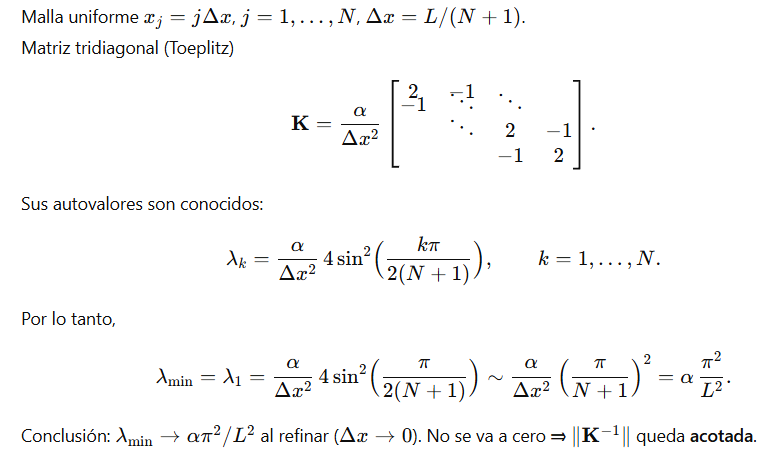 Malla uniforme $x_j = j\Delta x$, $j = 1, \ldots, N$, $\Delta x = L/(N+1)$.
Matriz tridiagonal (Toeplitz)
$$\mathbf{K} = \frac{\alpha}{\Delta x^2} \begin{bmatrix} 2 & -1 & \ddots & \\ -1 & \ddots & & \\ & \ddots & 2 & -1 \\ & & -1 & 2 \end{bmatrix}.$$
Sus autovalores son conocidos:
$$\lambda_k = \frac{\alpha}{\Delta x^2} \, 4 \sin^2\left(\frac{k\pi}{2(N+1)}\right), \qquad k = 1, \ldots, N.$$
Por lo tanto,
$$\lambda_{\min} = \lambda_1 = \frac{\alpha}{\Delta x^2} \, 4 \sin^2\left(\frac{\pi}{2(N+1)}\right) \sim \frac{\alpha}{\Delta x^2} \left(\frac{\pi}{N+1}\right)^2 = \alpha \, \frac{\pi^2}{L^2}.$$
Conclusión: $\lambda_{\min} \to \alpha\pi^2/L^2$ al refinar ($\Delta x \to 0$). No se va a cero ⇒ $\|\mathbf{K}^{-1}\|$ queda acotada.